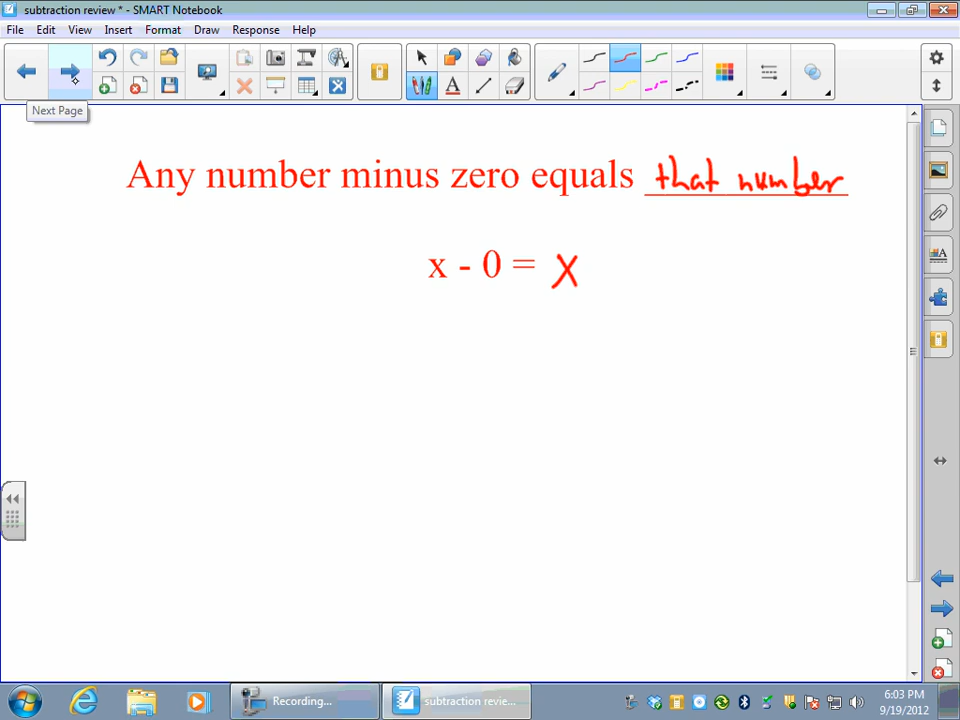 subtraction review * - SMART Notebook
File Edit View Insert Format Draw Response Help
Next Page
Any number minus zero equals that number
x - 0 = x
Recording...
subtraction revie...
6:03 PM
9/19/2012